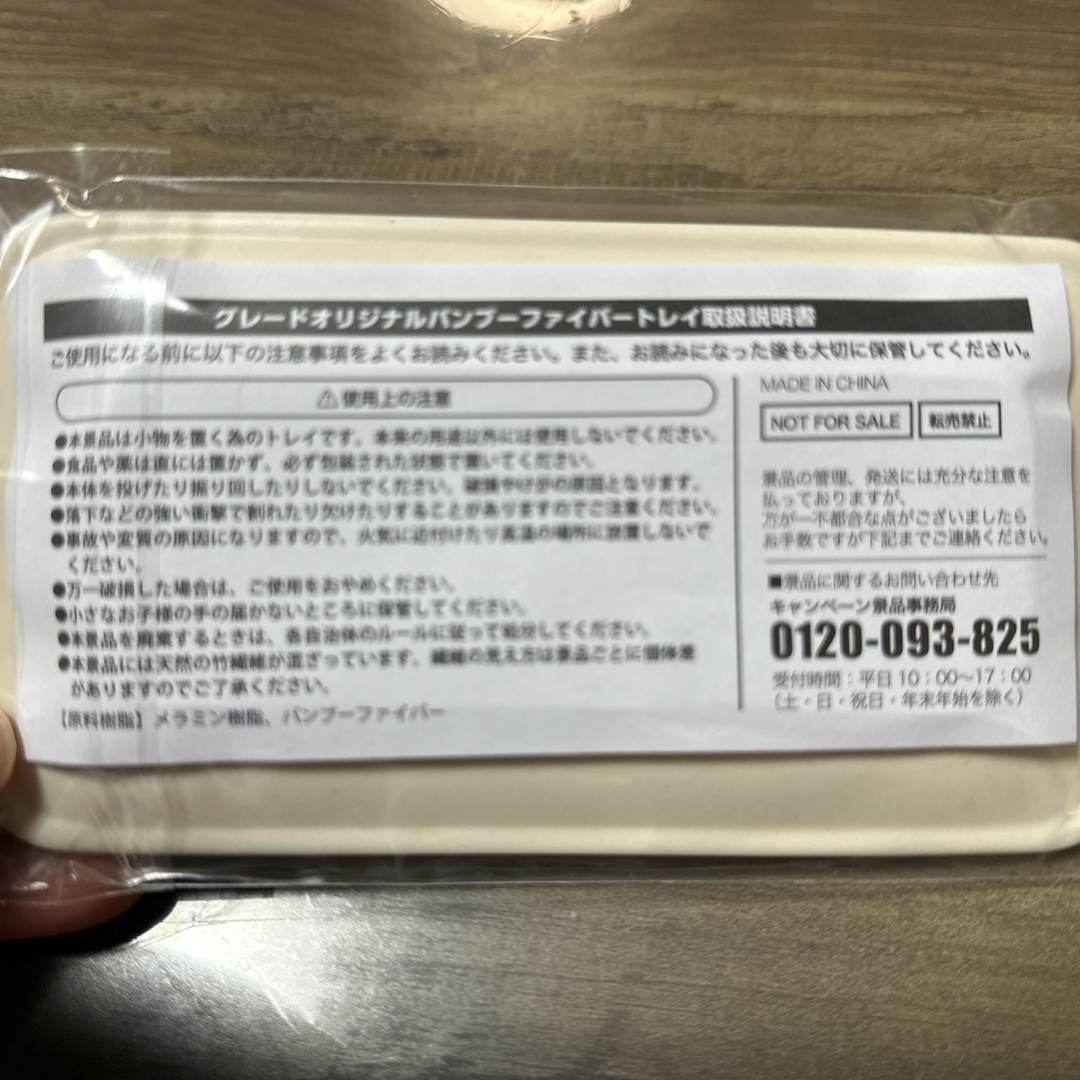 グレードオリジナルバンブーファイバートレイ取扱説明書
ご使用になる前に以下の注意事項をよくお読みください。また、お読みになった後も大切に保管してください。
⚠使用上の注意
●本景品は小物を置く為のトレイです。本来の用途以外には使用しないでください。
●食品や薬は直には置かず、必ず包装された状態で置いてください。
●本体を投げたり振り回したりしないでください。破損やけがの原因となります。
●落下などの強い衝撃で割れたり欠けたりすることがありますのでご注意ください。
●事故や変質の原因になりますので、火気に近付けたり高温の場所に放置しないで
ください。
●万一破損した場合は、ご使用をおやめください。
●小さなお子様の手の届かないところに保管してください。
●本景品を廃棄するときは、各自治体のルールに従って処分してください。
●本景品には天然の竹繊維が混ざっています。繊維の見え方は景品ごとに個体差
がありますのでご了承ください。
【原料樹脂】メラミン樹脂、バンブーファイバー
MADE IN CHINA
NOT FOR SALE 転売禁止
景品の管理、発送には充分な注意を
払っておりますが、
万が一不都合な点がございましたら
お手数ですが下記までご連絡ください。
■景品に関するお問い合わせ先
キャンペーン景品事務局
0120-093-825
受付時間：平日10：00〜17：00
（土・日・祝日・年末年始を除く）